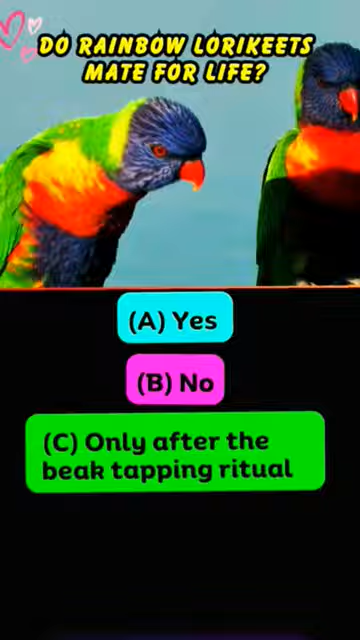 DO RAINBOW LORIKEETS
MATE FOR LIFE?
(A) Yes
(B) No
(C) Only after the
beak tapping ritual